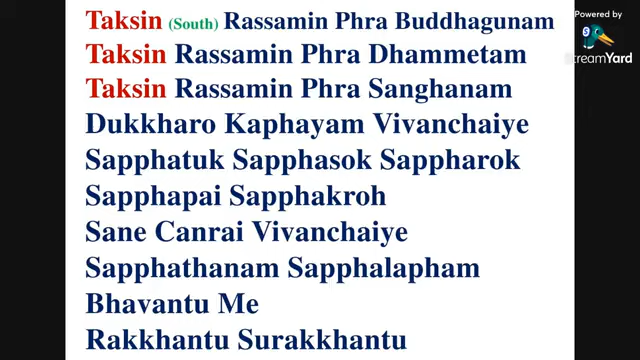 Taksin (South) Rassamin Phra Buddhagunam
Taksin Rassamin Phra Dhammetam
Taksin Rassamin Phra Sanghanam
Dukkharo Kaphayam Vivanchaiye
Sapphatuk Sapphasok Sappharok
Sapphapai Sapphakroh
Sane Canrai Vivanchaiye
Sapphathanam Sapphalapham
Bhavantu Me
Rakkhantu Surakkhantu
Powered by
StreamYard